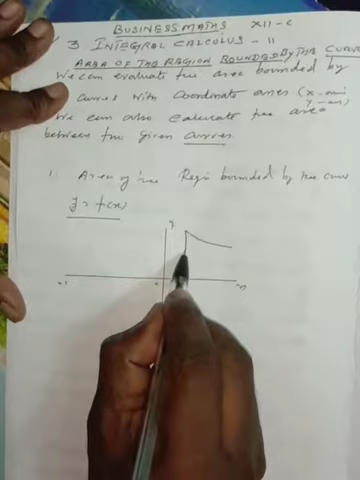 BUSINESS MATHS XII-C
3 INTEGRAL CALCULUS - II
AREA OF THE REGION BOUNDED BY THE CURVE
We can evaluate the area bounded by
curves with coordinate axes (x-axis
y-axis)
We can also calculate the area
between two given curves.
1. Area of the Region bounded by the curve
y = f(x)
y